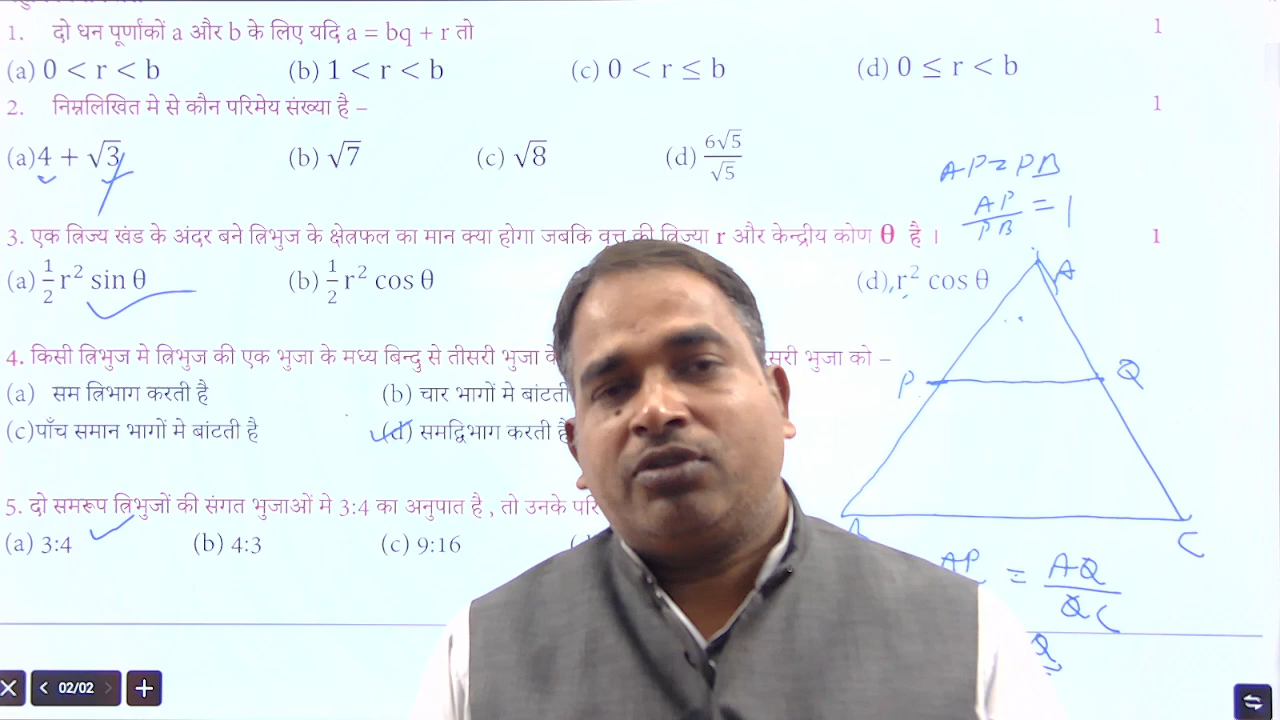 1. दो धन पूर्णांकों a और b के लिए यदि a = bq + r तो 1
(a) 0 < r < b (b) 1 < r < b (c) 0 < r ≤ b (d) 0 ≤ r < b
2. निम्नलिखित मे से कौन परिमेय संख्या है – 1
(a)4 + √3 (b) √7 (c) √8 (d) 6√5/√5
AP = PB
AP/PB = 1
3. एक त्रिज्य खंड के अंदर बने त्रिभुज के क्षेत्रफल का मान क्या होगा जबकि वृत्त की त्रिज्या r और केन्द्रीय कोण θ है । 1
(a) 1/2 r² sin θ (b) 1/2 r² cos θ (d) r² cos θ
A
4. किसी त्रिभुज मे त्रिभुज की एक भुजा के मध्य बिन्दु से तीसरी भुजा के भुजा को –
P Q
(a) सम त्रिभाग करती है (b) चार भागों मे बांटती
(c)पाँच समान भागों मे बांटती है (d) समद्विभाग करती है
5. दो समरूप त्रिभुजों की संगत भुजाओं मे 3:4 का अनुपात है , तो उनके
(a) 3:4 (b) 4:3 (c) 9:16
C
AP = AQ/QC
Q
02/02